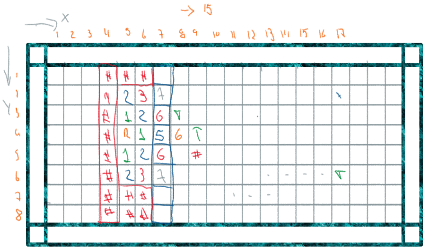 → 15
X
1 2 3 4 5 6 7 8 9 10 11 12 13 14 15 16 17
Y
1 # # #
2 2 3 7
3 # 1 2 6
4 # R 1 5 6 T
5 # 1 2 6 #
6 # 2 3 7
7 # # #
8 # # #